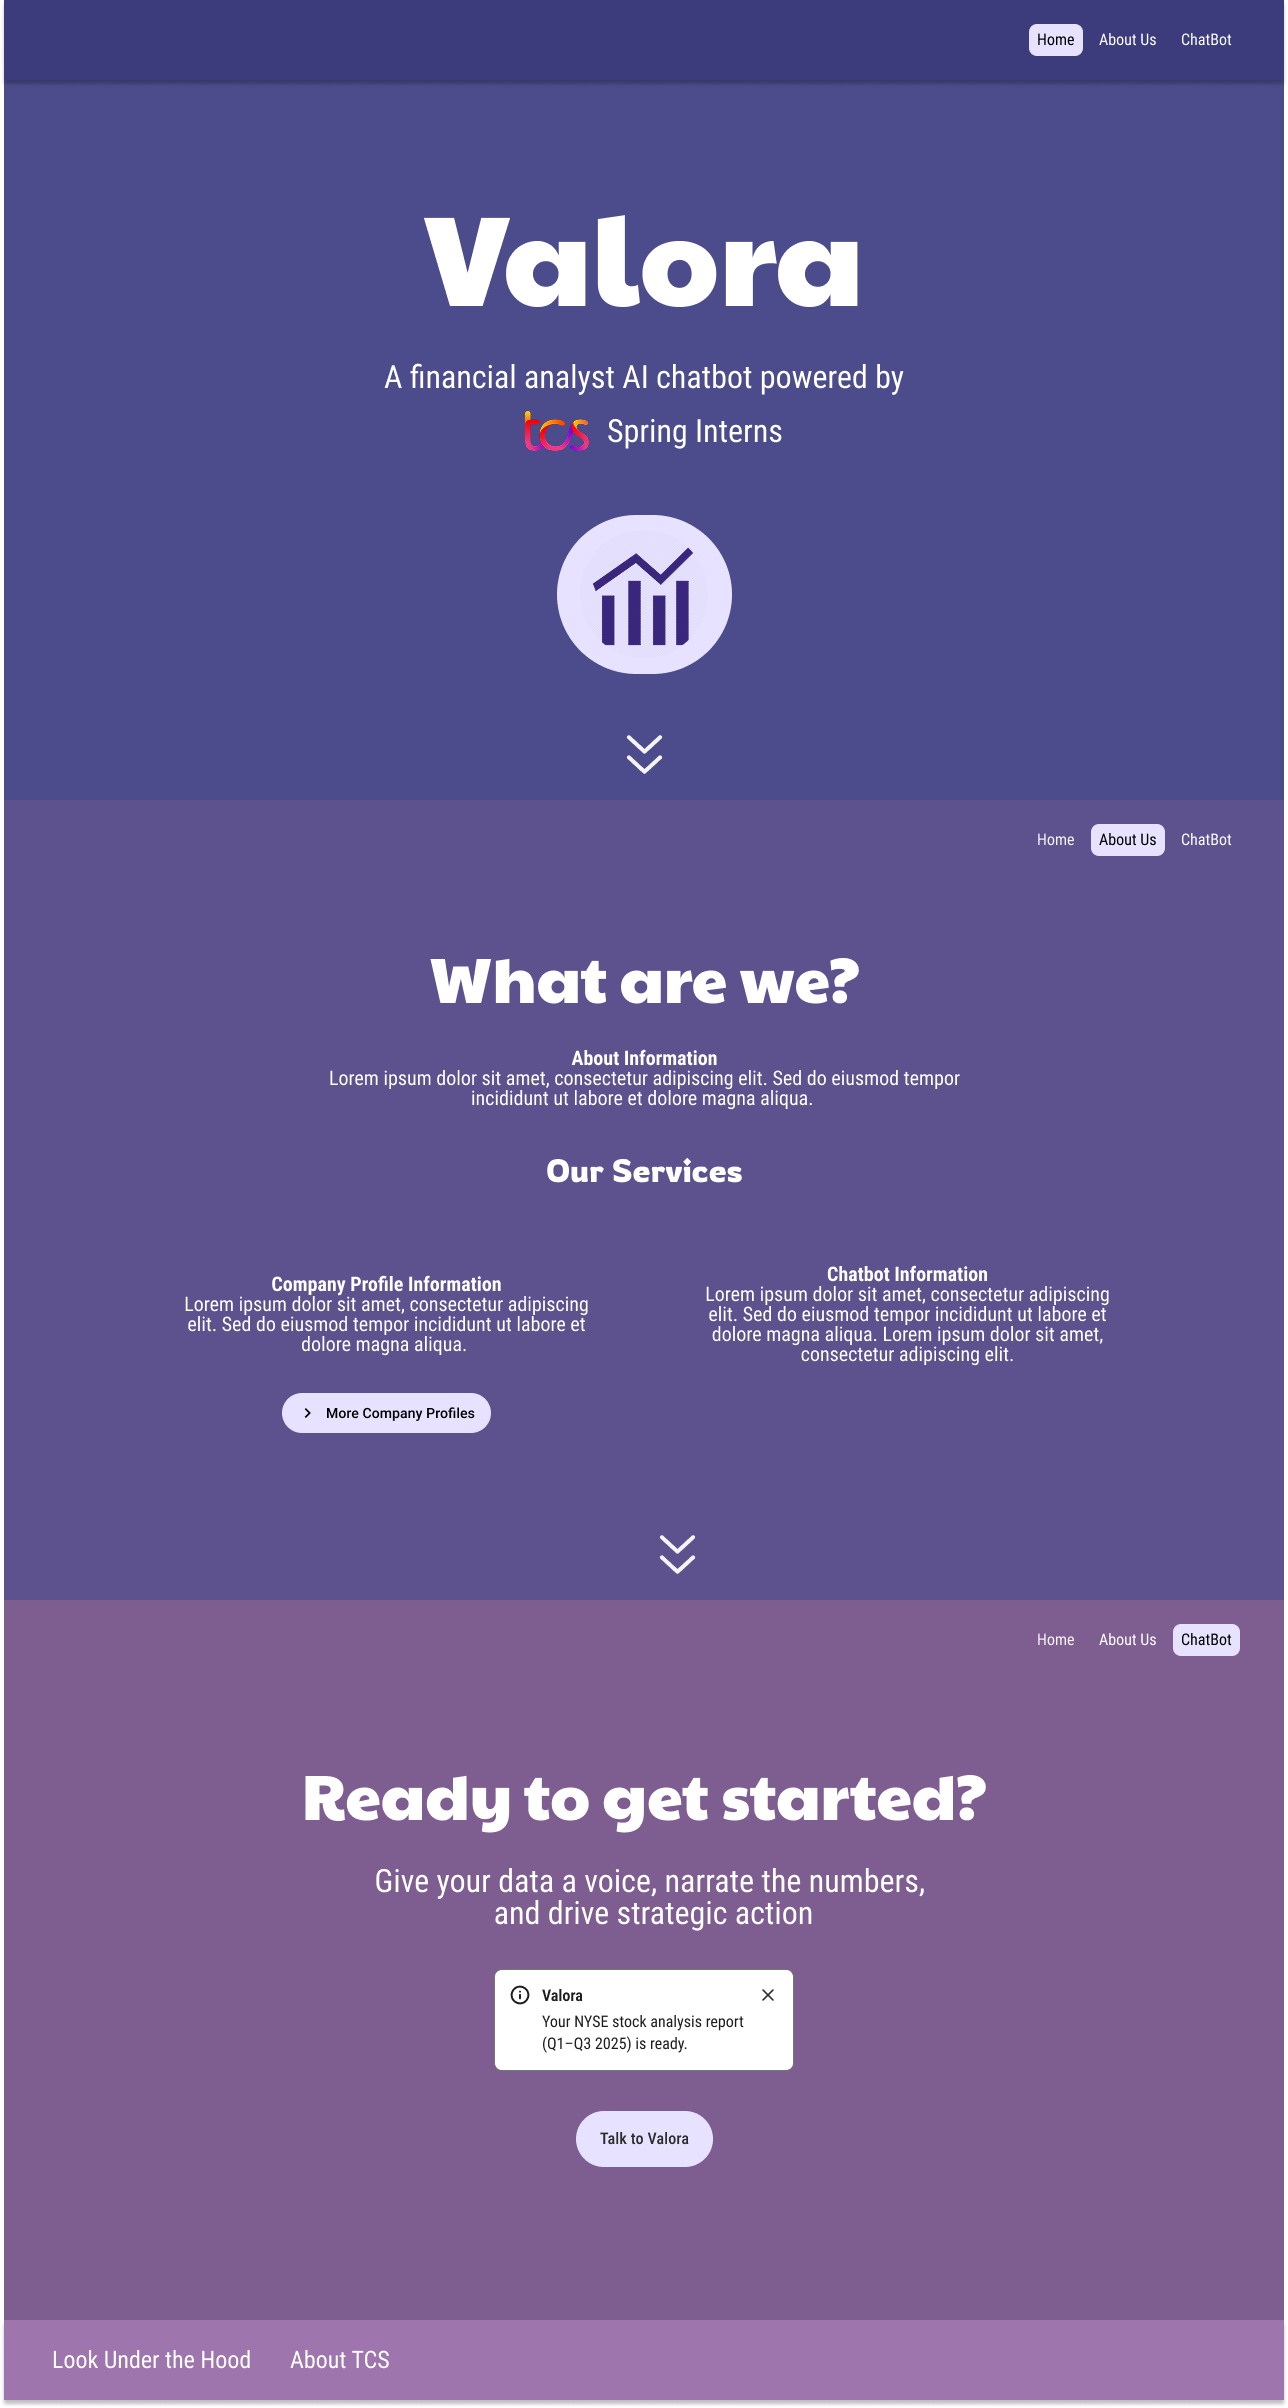 Home About Us ChatBot
Valora
A financial analyst AI chatbot powered by
tcs Spring Interns
Home About Us ChatBot
What are we?
About Information
Lorem ipsum dolor sit amet, consectetur adipiscing elit. Sed do eiusmod tempor
incididunt ut labore et dolore magna aliqua.
Our Services
Company Profile Information
Lorem ipsum dolor sit amet, consectetur adipiscing
elit. Sed do eiusmod tempor incididunt ut labore et
dolore magna aliqua.
More Company Profiles
Chatbot Information
Lorem ipsum dolor sit amet, consectetur adipiscing
elit. Sed do eiusmod tempor incididunt ut labore et
dolore magna aliqua. Lorem ipsum dolor sit amet,
consectetur adipiscing elit.
Home About Us ChatBot
Ready to get started?
Give your data a voice, narrate the numbers,
and drive strategic action
Valora
Your NYSE stock analysis report
(Q1–Q3 2025) is ready.
Talk to Valora
Look Under the Hood About TCS